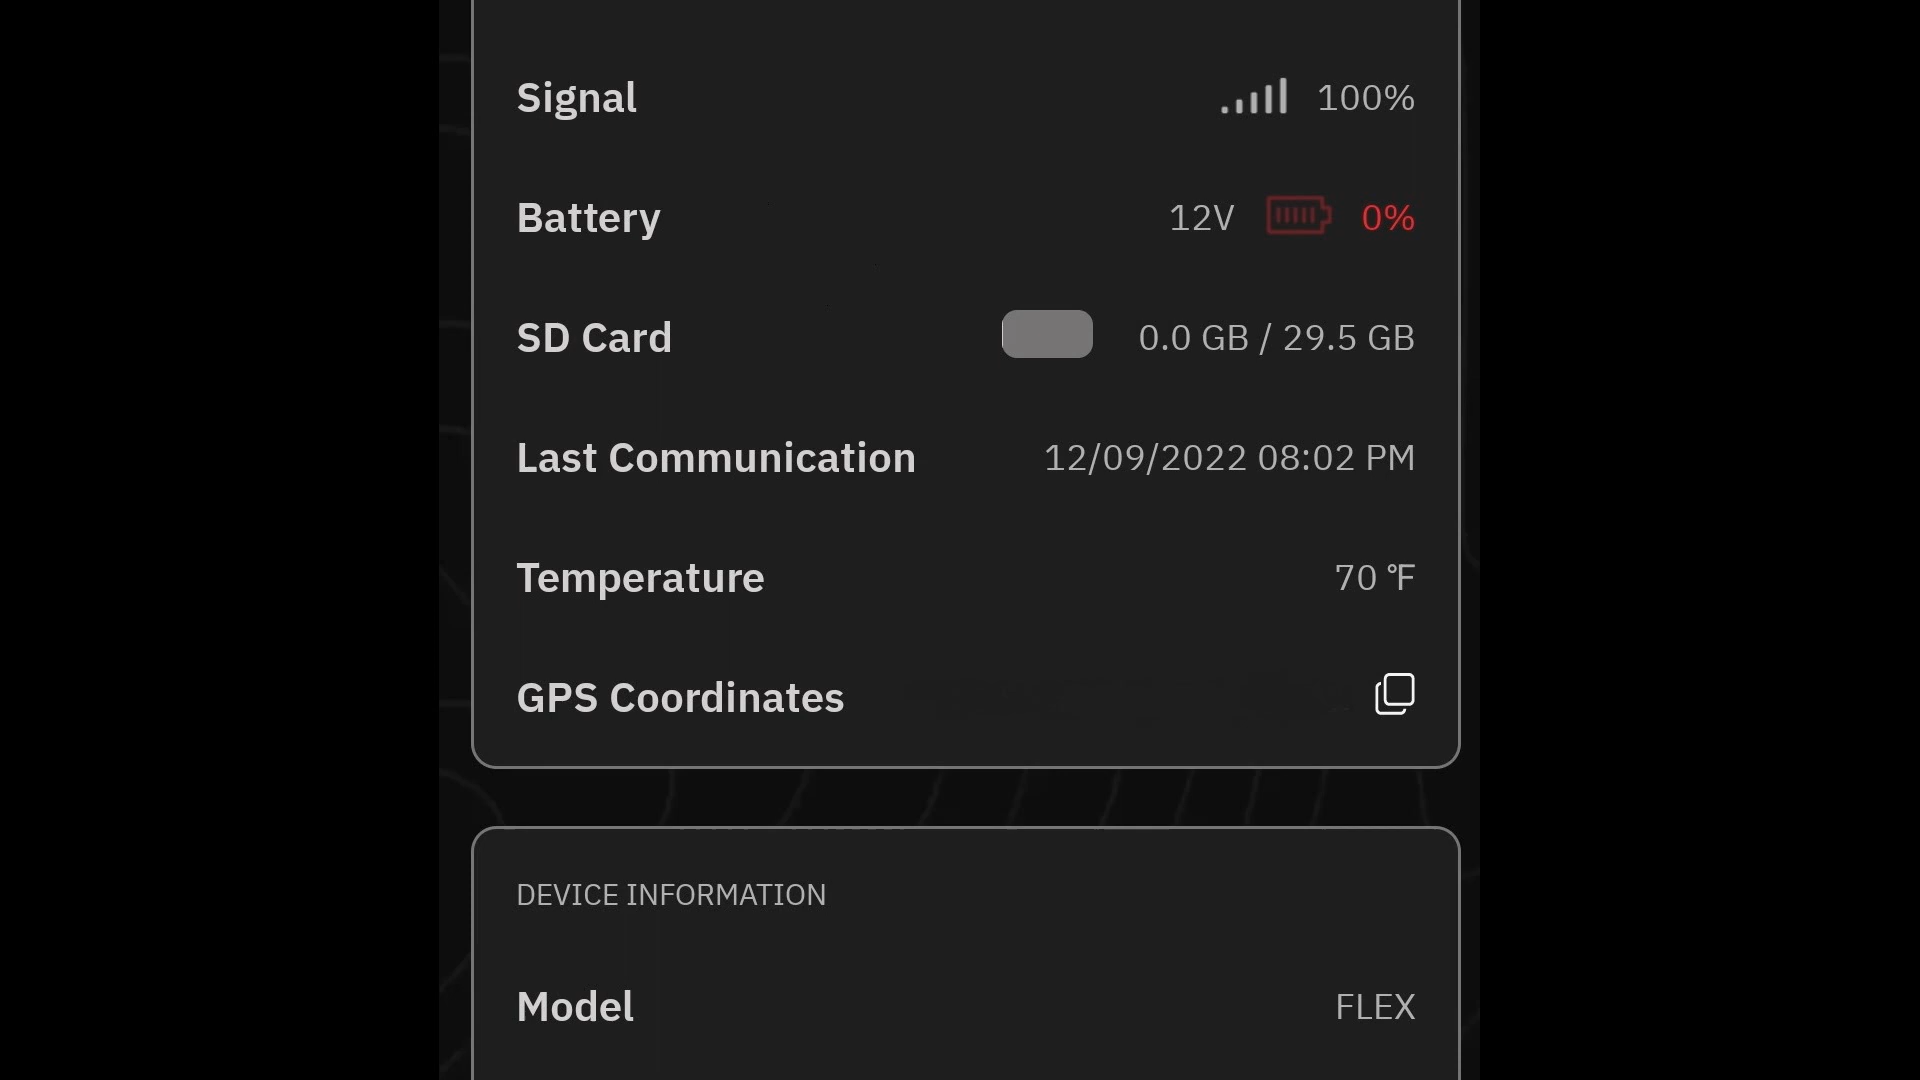 Signal 100%
Battery 12V 0%
SD Card 0.0 GB / 29.5 GB
Last Communication 12/09/2022 08:02 PM
Temperature 70 ℉
GPS Coordinates
DEVICE INFORMATION
Model FLEX